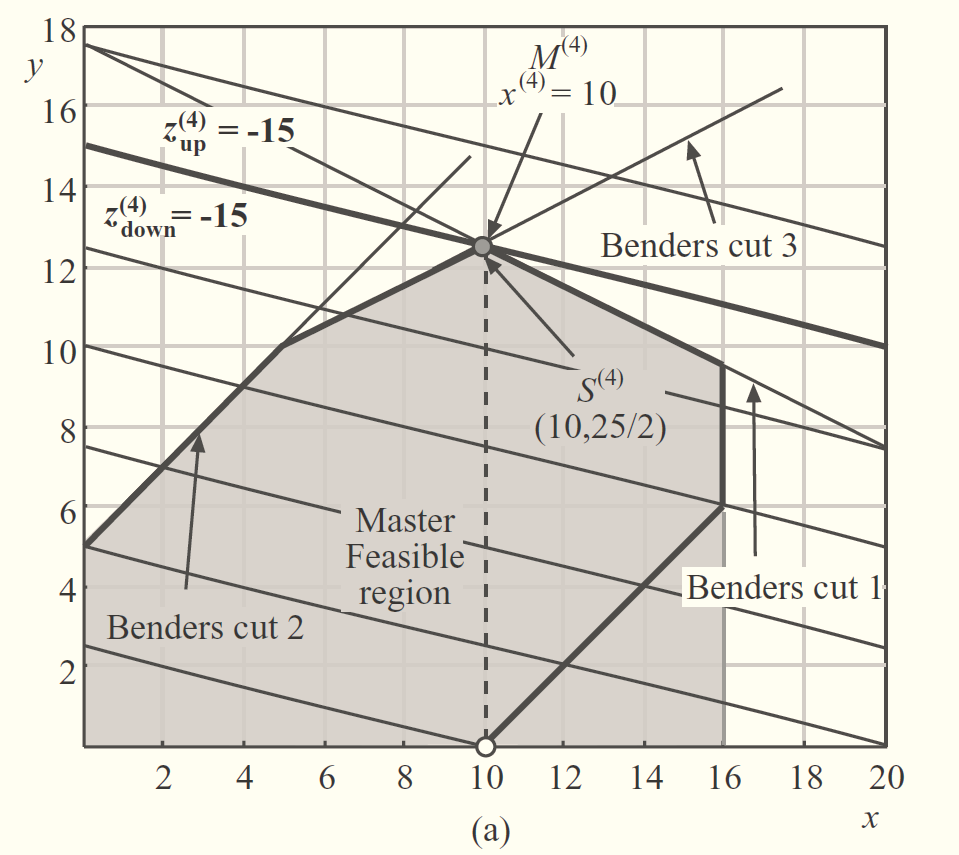 18
y
16
14
12
10
8
6
4
2
M(4)
x(4) = 10
z(4)up = -15
z(4)down = -15
Benders cut 3
S(4)
(10,25/2)
Master
Feasible
region
Benders cut 1
Benders cut 2
2 4 6 8 10 12 14 16 18 20
x
(a)